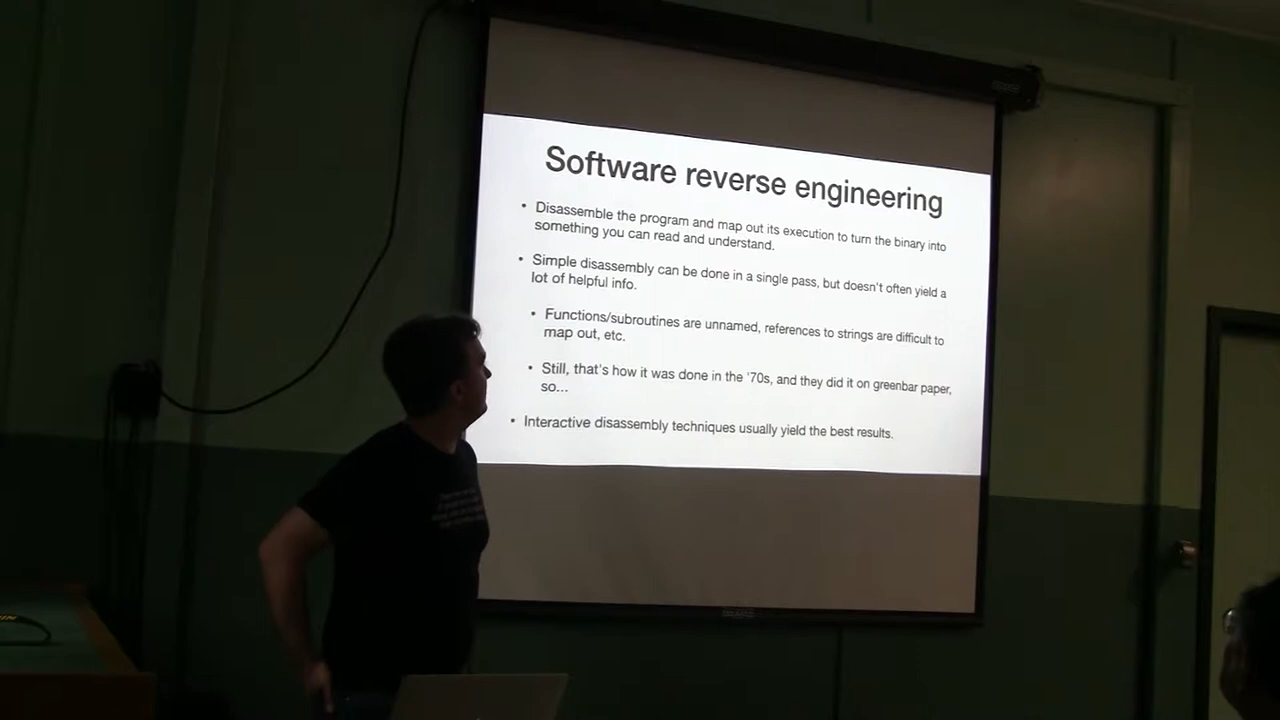 Software reverse engineering
• Disassemble the program and map out its execution to turn the binary into
something you can read and understand.
• Simple disassembly can be done in a single pass, but doesn't often yield a
lot of helpful info.
• Functions/subroutines are unnamed, references to strings are difficult to
map out, etc.
• Still, that's how it was done in the '70s, and they did it on greenbar paper,
so...
• Interactive disassembly techniques usually yield the best results.